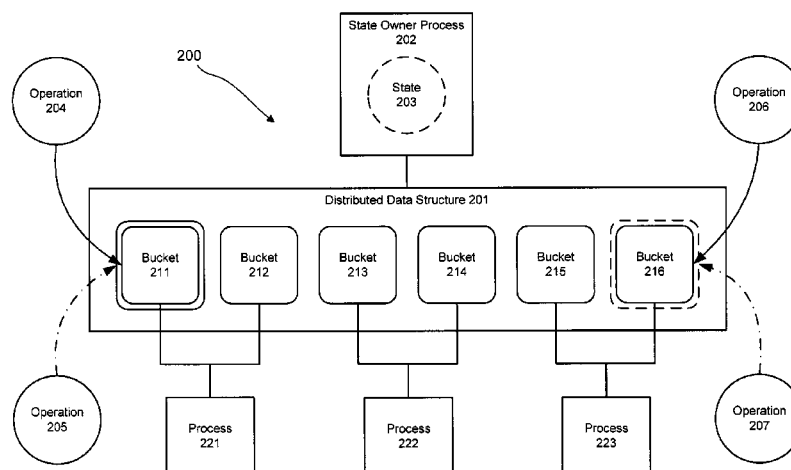 State Owner Process
202
200
State
203
Operation
204
Operation
206
Distributed Data Structure 201
Bucket
211
Bucket
212
Bucket
213
Bucket
214
Bucket
215
Bucket
216
Operation
205
Process
221
Process
222
Process
223
Operation
207